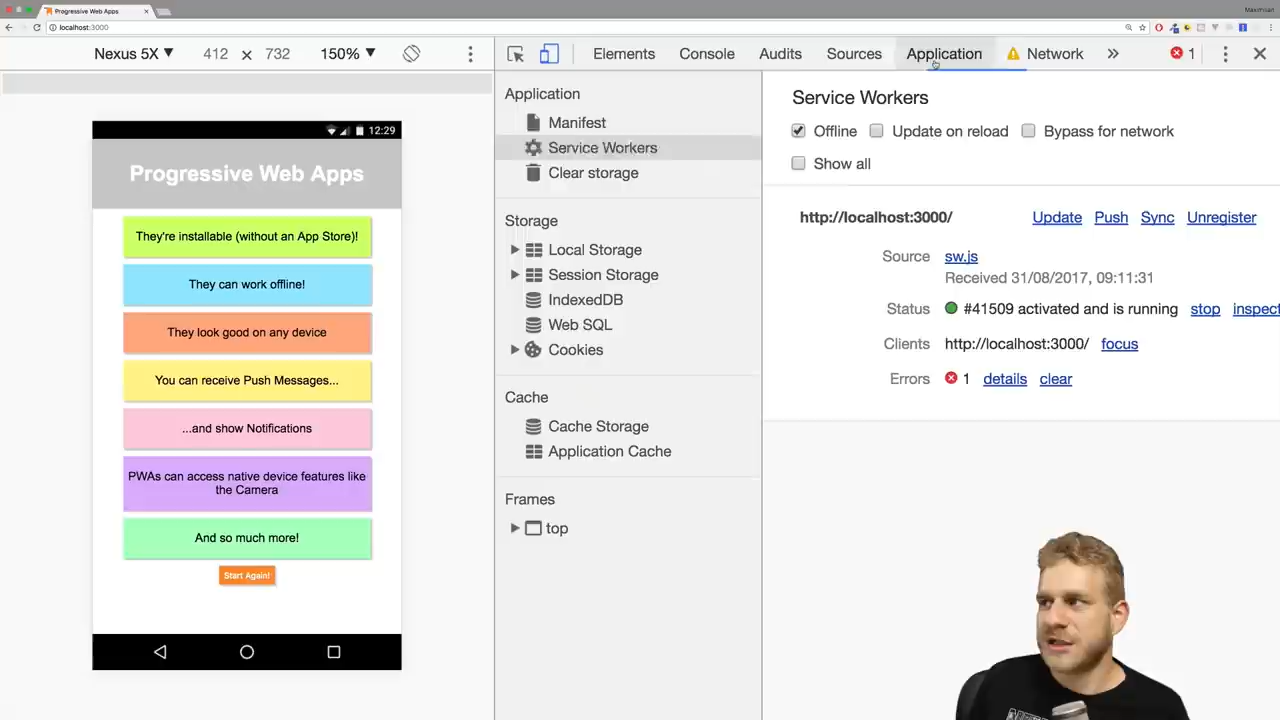 Progressive Web Apps
Maximilian
localhost:3000
Nexus 5X ▼ 412 × 732 150% ▼
Elements Console Audits Sources Application Network » 1
12:29
Progressive Web Apps
They're installable (without an App Store)!
They can work offline!
They look good on any device
You can receive Push Messages...
...and show Notifications
PWAs can access native device features like
the Camera
And so much more!
Start Again!
Application
Manifest
Service Workers
Clear storage
Storage
Local Storage
Session Storage
IndexedDB
Web SQL
Cookies
Cache
Cache Storage
Application Cache
Frames
top
Service Workers
Offline Update on reload Bypass for network
Show all
http://localhost:3000/ Update Push Sync Unregister
Source sw.js
Received 31/08/2017, 09:11:31
Status #41509 activated and is running stop inspect
Clients http://localhost:3000/ focus
Errors 1 details clear